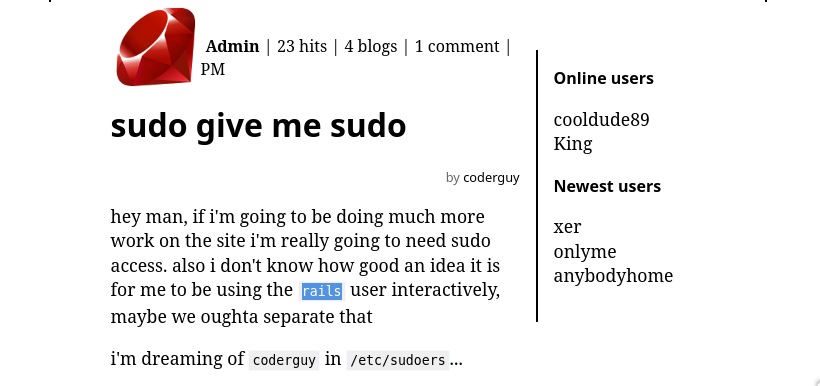 Admin | 23 hits | 4 blogs | 1 comment |
PM
sudo give me sudo
by coderguy
hey man, if i'm going to be doing much more
work on the site i'm really going to need sudo
access. also i don't know how good an idea it is
for me to be using the rails user interactively,
maybe we oughta separate that
i'm dreaming of coderguy in /etc/sudoers...
Online users
cooldude89
King
Newest users
xer
onlyme
anybodyhome